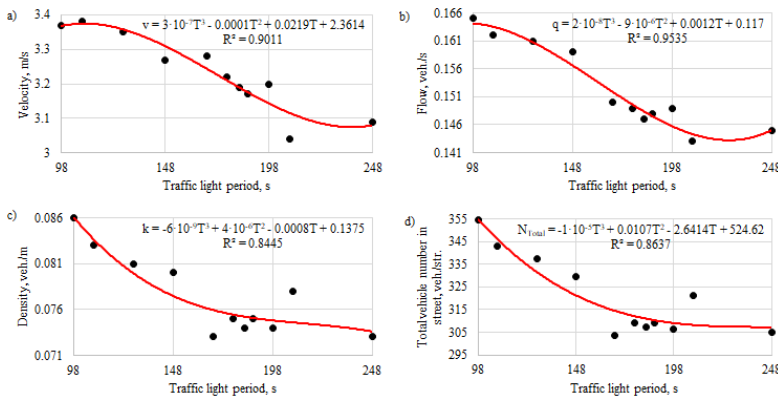 a)
v = 3·10⁻⁷T³ - 0.0001T² + 0.0219T + 2.3614
R² = 0.9011
3.4
3.3
3.2
3.1
3
Velocity, m/s
98 148 198 248
Traffic light period, s
b)
q = 2·10⁻⁸T³ - 9·10⁻⁶T² + 0.0012T + 0.117
R² = 0.9535
0.166
0.161
0.156
0.151
0.146
0.141
Flow, veh./s
98 148 198 248
Traffic light period, s
c)
k = -6·10⁻⁹T³ + 4·10⁻⁶T² - 0.0008T + 0.1375
R² = 0.8445
0.086
0.081
0.076
0.071
Density, veh./m
98 148 198 248
Traffic light period, s
d)
N_Total = -1·10⁻⁵T³ + 0.0107T² - 2.6414T + 524.62
R² = 0.8637
355
345
335
325
315
305
295
Total vehicle number in
street, veh./str.
98 148 198 248
Traffic light period, s